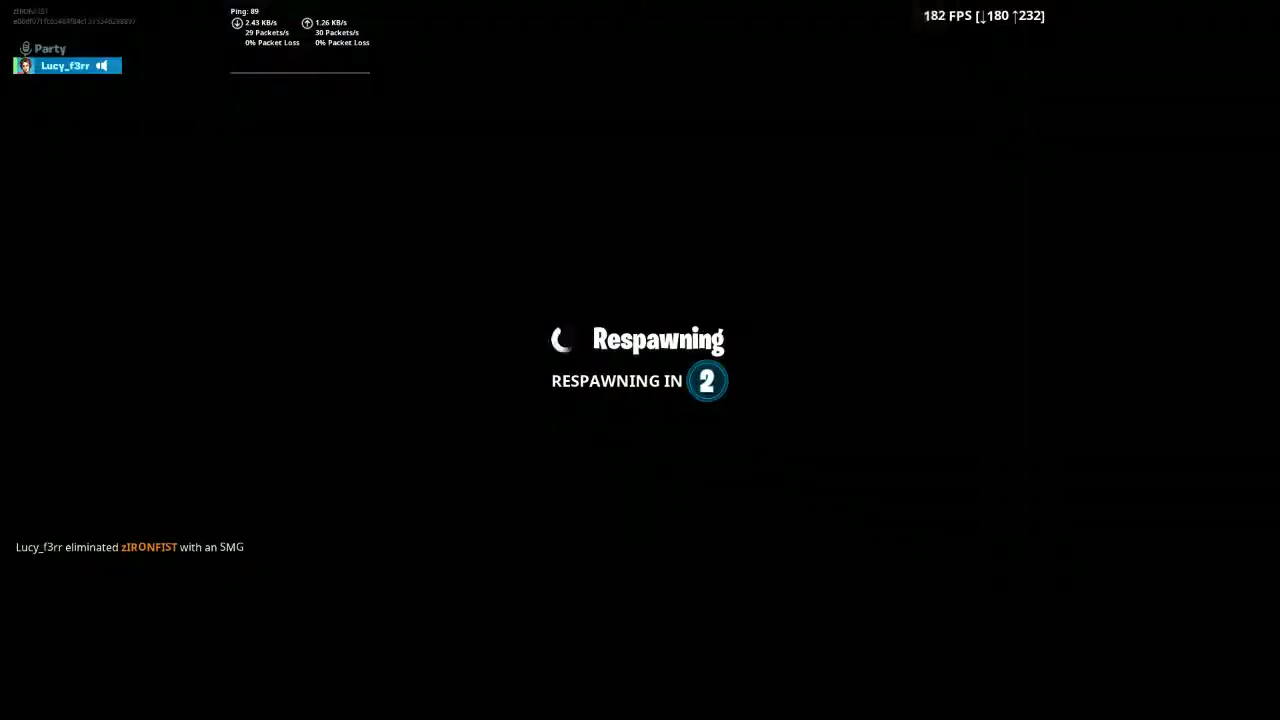 zIRONFIST
Party
Lucy_f3rr
Ping: 89
2.43 KB/s
1.26 KB/s
29 Packets/s
30 Packets/s
0% Packet Loss
0% Packet Loss
182 FPS [↓180 ↑232]
Respawning
RESPAWNING IN 2
Lucy_f3rr eliminated zIRONFIST with an SMG